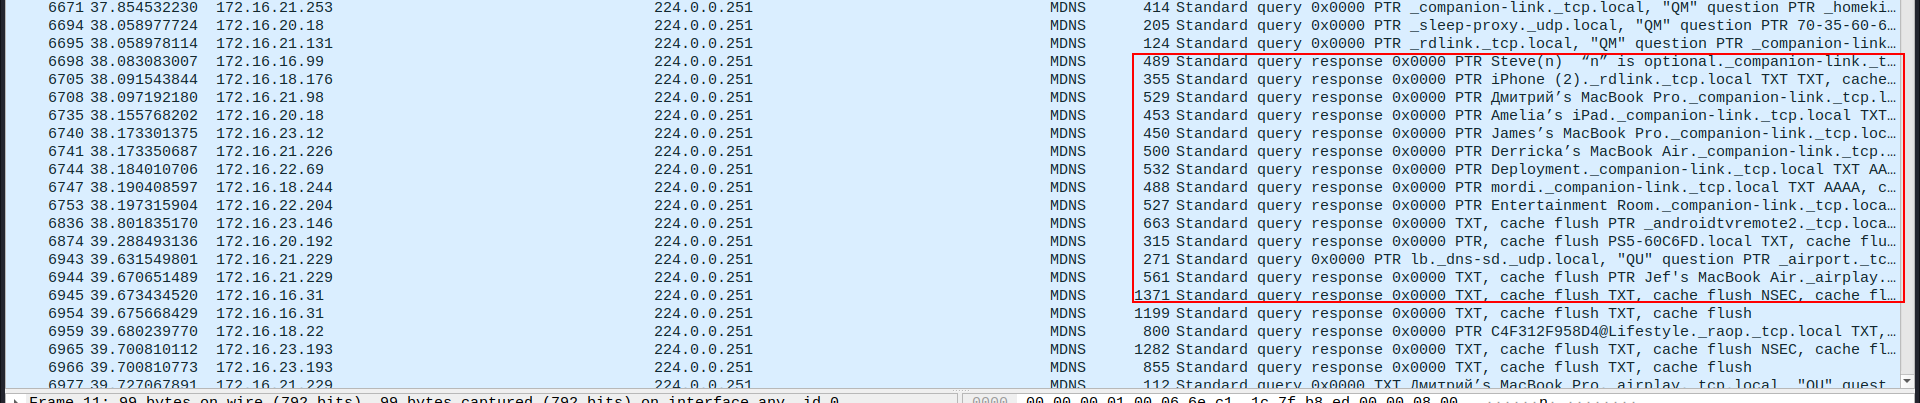 6671 37.854532230 172.16.21.253 224.0.0.251 MDNS 414 Standard query 0x0000 PTR _companion-link._tcp.local, "QM" question PTR _homeki…
6694 38.058977724 172.16.20.18 224.0.0.251 MDNS 205 Standard query 0x0000 PTR _sleep-proxy._udp.local, "QM" question PTR 70-35-60-6…
6695 38.058978114 172.16.21.131 224.0.0.251 MDNS 124 Standard query 0x0000 PTR _rdlink._tcp.local, "QM" question PTR _companion-link…
6698 38.083083007 172.16.16.99 224.0.0.251 MDNS 489 Standard query response 0x0000 PTR Steve(n) “n” is optional._companion-link._t…
6705 38.091543844 172.16.18.176 224.0.0.251 MDNS 355 Standard query response 0x0000 PTR iPhone (2)._rdlink._tcp.local TXT TXT, cache…
6708 38.097192180 172.16.21.98 224.0.0.251 MDNS 529 Standard query response 0x0000 PTR Дмитрий’s MacBook Pro._companion-link._tcp.l…
6735 38.155768202 172.16.20.18 224.0.0.251 MDNS 453 Standard query response 0x0000 PTR Amelia’s iPad._companion-link._tcp.local TXT…
6740 38.173301375 172.16.23.12 224.0.0.251 MDNS 450 Standard query response 0x0000 PTR James’s MacBook Pro._companion-link._tcp.loc…
6741 38.173350687 172.16.21.226 224.0.0.251 MDNS 500 Standard query response 0x0000 PTR Derricka’s MacBook Air._companion-link._tcp.…
6744 38.184010706 172.16.22.69 224.0.0.251 MDNS 532 Standard query response 0x0000 PTR Deployment._companion-link._tcp.local TXT AA…
6747 38.190408597 172.16.18.244 224.0.0.251 MDNS 488 Standard query response 0x0000 PTR mordi._companion-link._tcp.local TXT AAAA, c…
6753 38.197315904 172.16.22.204 224.0.0.251 MDNS 527 Standard query response 0x0000 PTR Entertainment Room._companion-link._tcp.loca…
6836 38.801835170 172.16.23.146 224.0.0.251 MDNS 663 Standard query response 0x0000 TXT, cache flush PTR _androidtvremote2._tcp.loca…
6874 39.288493136 172.16.20.192 224.0.0.251 MDNS 315 Standard query response 0x0000 PTR, cache flush PS5-60C6FD.local TXT, cache flu…
6943 39.631549801 172.16.21.229 224.0.0.251 MDNS 271 Standard query 0x0000 PTR lb._dns-sd._udp.local, "QU" question PTR _airport._tc…
6944 39.670651489 172.16.21.229 224.0.0.251 MDNS 561 Standard query response 0x0000 TXT, cache flush PTR Jef's MacBook Air._airplay.…
6945 39.673434520 172.16.16.31 224.0.0.251 MDNS 1371 Standard query response 0x0000 TXT, cache flush TXT, cache flush NSEC, cache fl…
6954 39.675668429 172.16.16.31 224.0.0.251 MDNS 1199 Standard query response 0x0000 TXT, cache flush TXT, cache flush
6959 39.680239770 172.16.18.22 224.0.0.251 MDNS 800 Standard query response 0x0000 PTR C4F312F958D4@Lifestyle._raop._tcp.local TXT,…
6965 39.700810112 172.16.23.193 224.0.0.251 MDNS 1282 Standard query response 0x0000 TXT, cache flush TXT, cache flush NSEC, cache fl…
6966 39.700810773 172.16.23.193 224.0.0.251 MDNS 855 Standard query response 0x0000 TXT, cache flush TXT, cache flush
6977 39.727067891 172.16.21.229 224.0.0.251 MDNS 112 Standard query 0x0000 TXT Дмитрий’s MacBook Pro._airplay._tcp.local, "QU" quest…
Frame 11: 99 bytes on wire (792 bits), 99 bytes captured (792 bits) on interface any, id 0
0000 00 00 00 01 00 06 6e c1 1c 7f b8 ed 00 00 08 00 ······n· ········